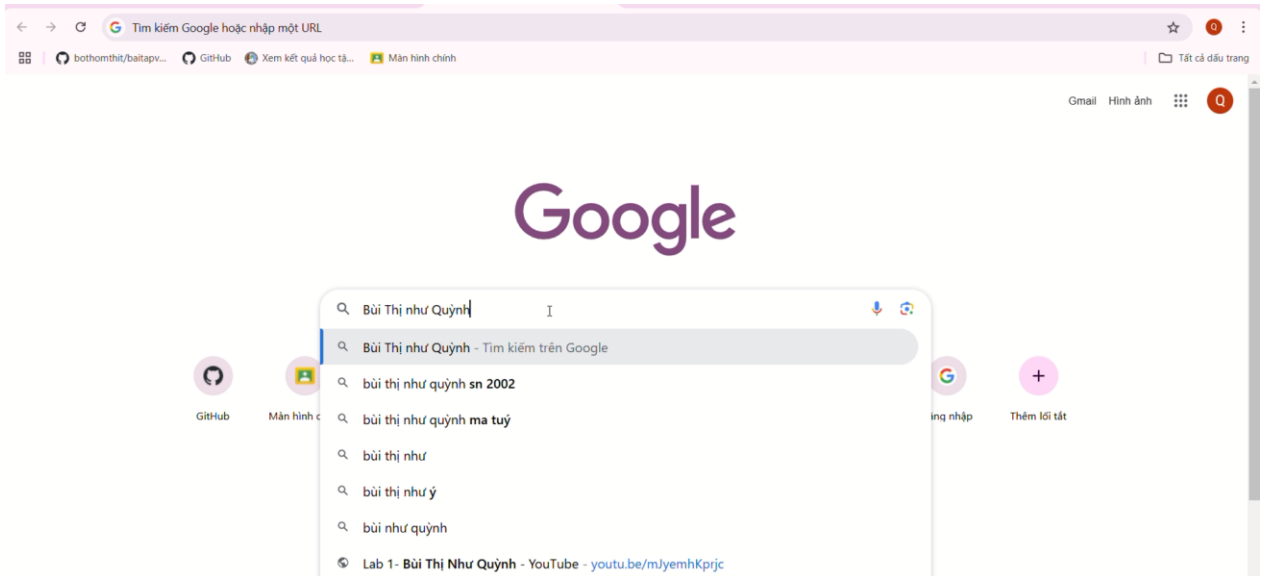 Tìm kiếm Google hoặc nhập một URL
Q
bothomthit/baitapv... GitHub Xem kết quả học tậ... Màn hình chính Tất cả dấu trang
Gmail Hình ảnh Q
Google
Bùi Thị như Quỳnh
Bùi Thị như Quỳnh - Tìm kiếm trên Google
bùi thị như quỳnh sn 2002
bùi thị như quỳnh ma tuý
bùi thị như
bùi thị như ý
bùi như quỳnh
Lab 1- Bùi Thị Như Quỳnh - YouTube - youtu.be/mJyemhKprjc
GitHub Màn hình nhập Thêm lối tắt